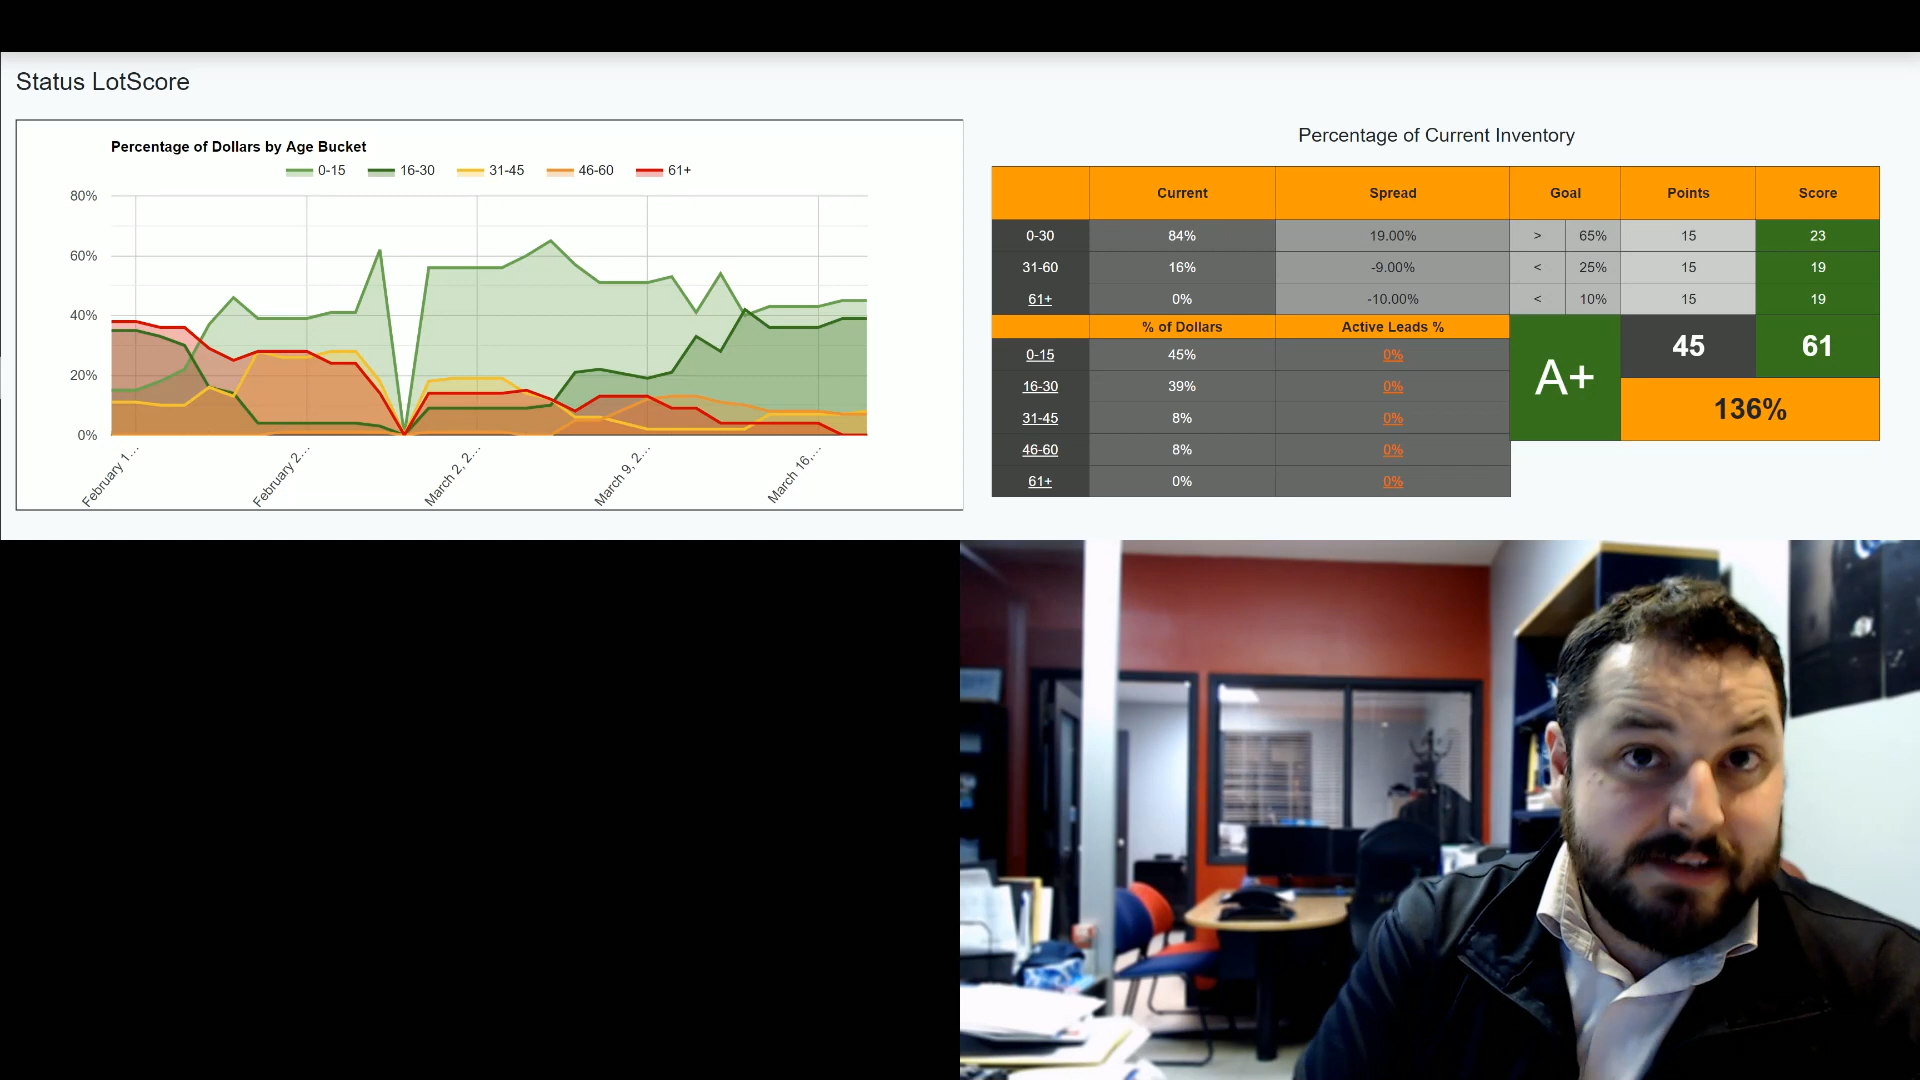 Status LotScore
Percentage of Dollars by Age Bucket
0-15 16-30 31-45 46-60 61+
80%
60%
40%
20%
0%
February 1...
February 2...
March 2, 2...
March 9, 2...
March 16,...
Percentage of Current Inventory
Current Spread Goal Points Score
0-30 84% 19.00% > 65% 15 23
31-60 16% -9.00% < 25% 15 19
61+ 0% -10.00% < 10% 15 19
% of Dollars Active Leads %
0-15 45% 0%
16-30 39% 0%
31-45 8% 0%
46-60 8% 0%
61+ 0% 0%
A+
45 61
136%